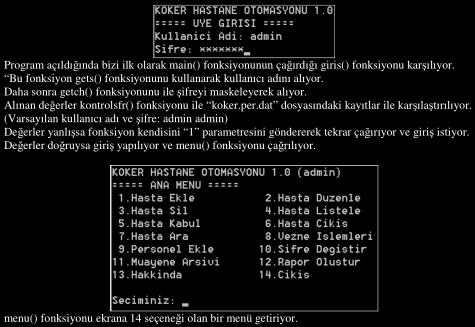 KOKER HASTANE OTOMASYONU 1.0
===== UYE GIRISI =====
Kullanici Adi: admin
Sifre: *******_
Program açıldığında bizi ilk olarak main() fonksiyonunun çağırdığı giris() fonksiyonu karşılıyor.
“Bu fonksiyon gets() fonksiyonunu kullanarak kullanıcı adını alıyor.
Daha sonra getch() fonksiyonunu ile şifreyi maskeleyerek alıyor.
Alınan değerler kontrolsfr() fonksiyonu ile “koker.per.dat” dosyasındaki kayıtlar ile karşılaştırılıyor.
(Varsayılan kullanıcı adı ve şifre: admin admin)
Değerler yanlışsa fonksiyon kendisini “1” parametresini göndererek tekrar çağırıyor ve giriş istiyor.
Değerler doğruysa giriş yapılıyor ve menu() fonksiyonu çağrılıyor.
KOKER HASTANE OTOMASYONU 1.0 (admin)
===== ANA MENU =====
1.Hasta Ekle 2.Hasta Duzenle
3.Hasta Sil 4.Hasta Listele
5.Hasta Kabul 6.Hasta Cikis
7.Hasta Ara 8.Vezne Islemleri
9.Personel Ekle 10.Sifre Degistir
11.Muayene Arsivi 12.Rapor Olustur
13.Hakkinda 14.Cikis
Seciminiz: _
menu() fonksiyonu ekrana 14 seçeneği olan bir menü getiriyor.